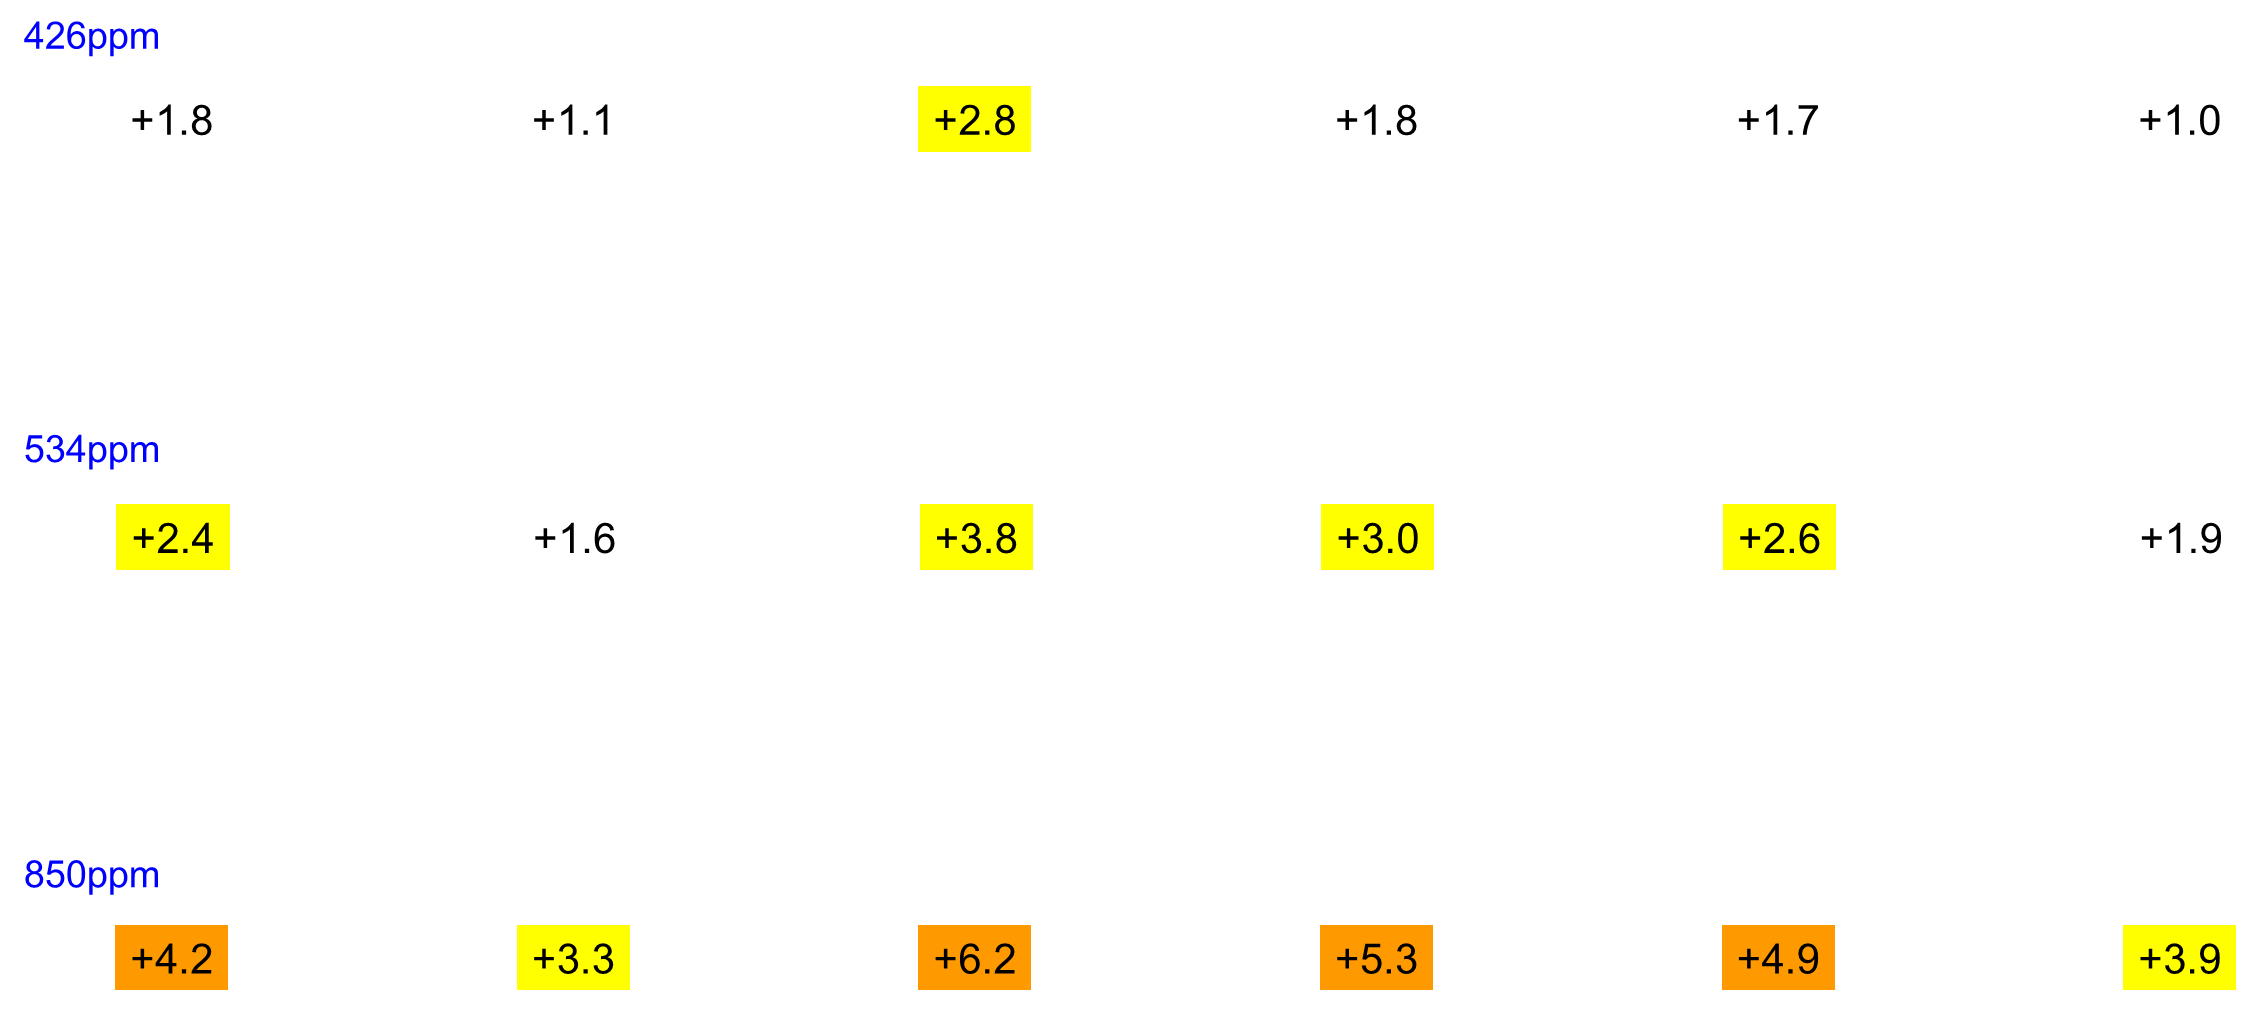 426ppm
+1.8 +1.1 +2.8 +1.8 +1.7 +1.0
534ppm
+2.4 +1.6 +3.8 +3.0 +2.6 +1.9
850ppm
+4.2 +3.3 +6.2 +5.3 +4.9 +3.9